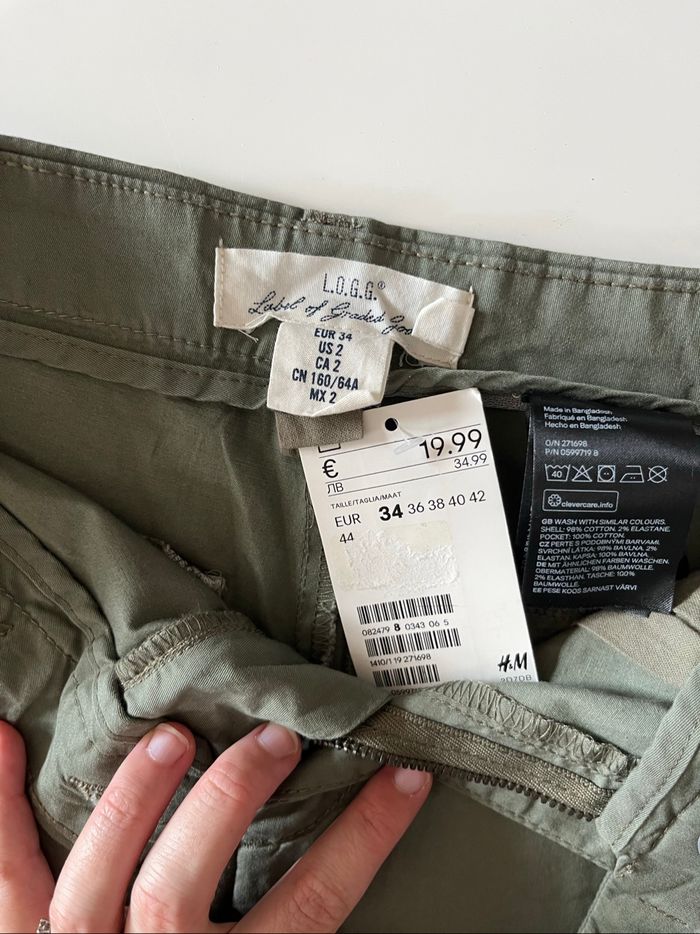 L.O.G.G.®
Label of Graded Goo
EUR 34
US 2
CA 2
CN 160/64A
MX 2
€ 19.99
ЛВ 34.99
TAILLE/TAGLIA/MAAT
EUR 34 36 38 40 42
44
082479 8 0343 06 5
1410/1 19 271698
H&M
Made in Bangladesh
Fabriqué en Bangladesh
Hecho en Bangladesh
O/N 271698
P/N 0599719 8
40
clevercare.info
GB WASH WITH SIMILAR COLOURS.
SHELL: 98% COTTON. 2% ELASTANE.
POCKET: 100% COTTON.
CZ PERTE S PODOBNÝMI BARVAMI.
SVRCHNÍ LÁTKA: 98% BAVLNA, 2%
ELASTAN. KAPSA: 100% BAVLNA.
DE MIT ÄHNLICHEN FARBEN WASCHEN.
OBERMATERIAL: 98% BAUMWOLLE.
2% ELASTHAN. TASCHE: 100%
BAUMWOLLE.
EE PESE KOOS SARNAST VÄRVI